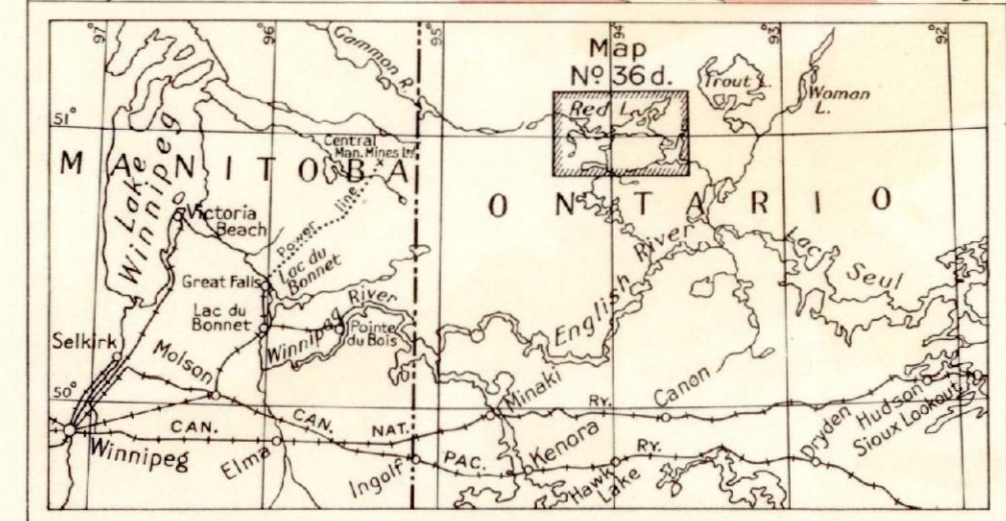 97°
96
95
94°
93
92
Gammon R.
Map
No 36 d.
Trout L.
Woman
L.
Red L.
51°
Central
Man. Mines Ltd
MANITOBA
ONTARIO
Lake
Winnipeg
Victoria
Beach
Power line
Great Falls
Lac du
Bonnet
Lac du
Bonnet
Winnipeg River
Pointe
du Bois
English River
Lac Seul
Selkirk
Molson
50°
Minaki
Canon
CAN. NAT. RY.
Hudson
Sioux Lookout
Dryden
Winnipeg
CAN. PAC. RY.
Elma
Ingolf
Kenora
Hawk
Lake